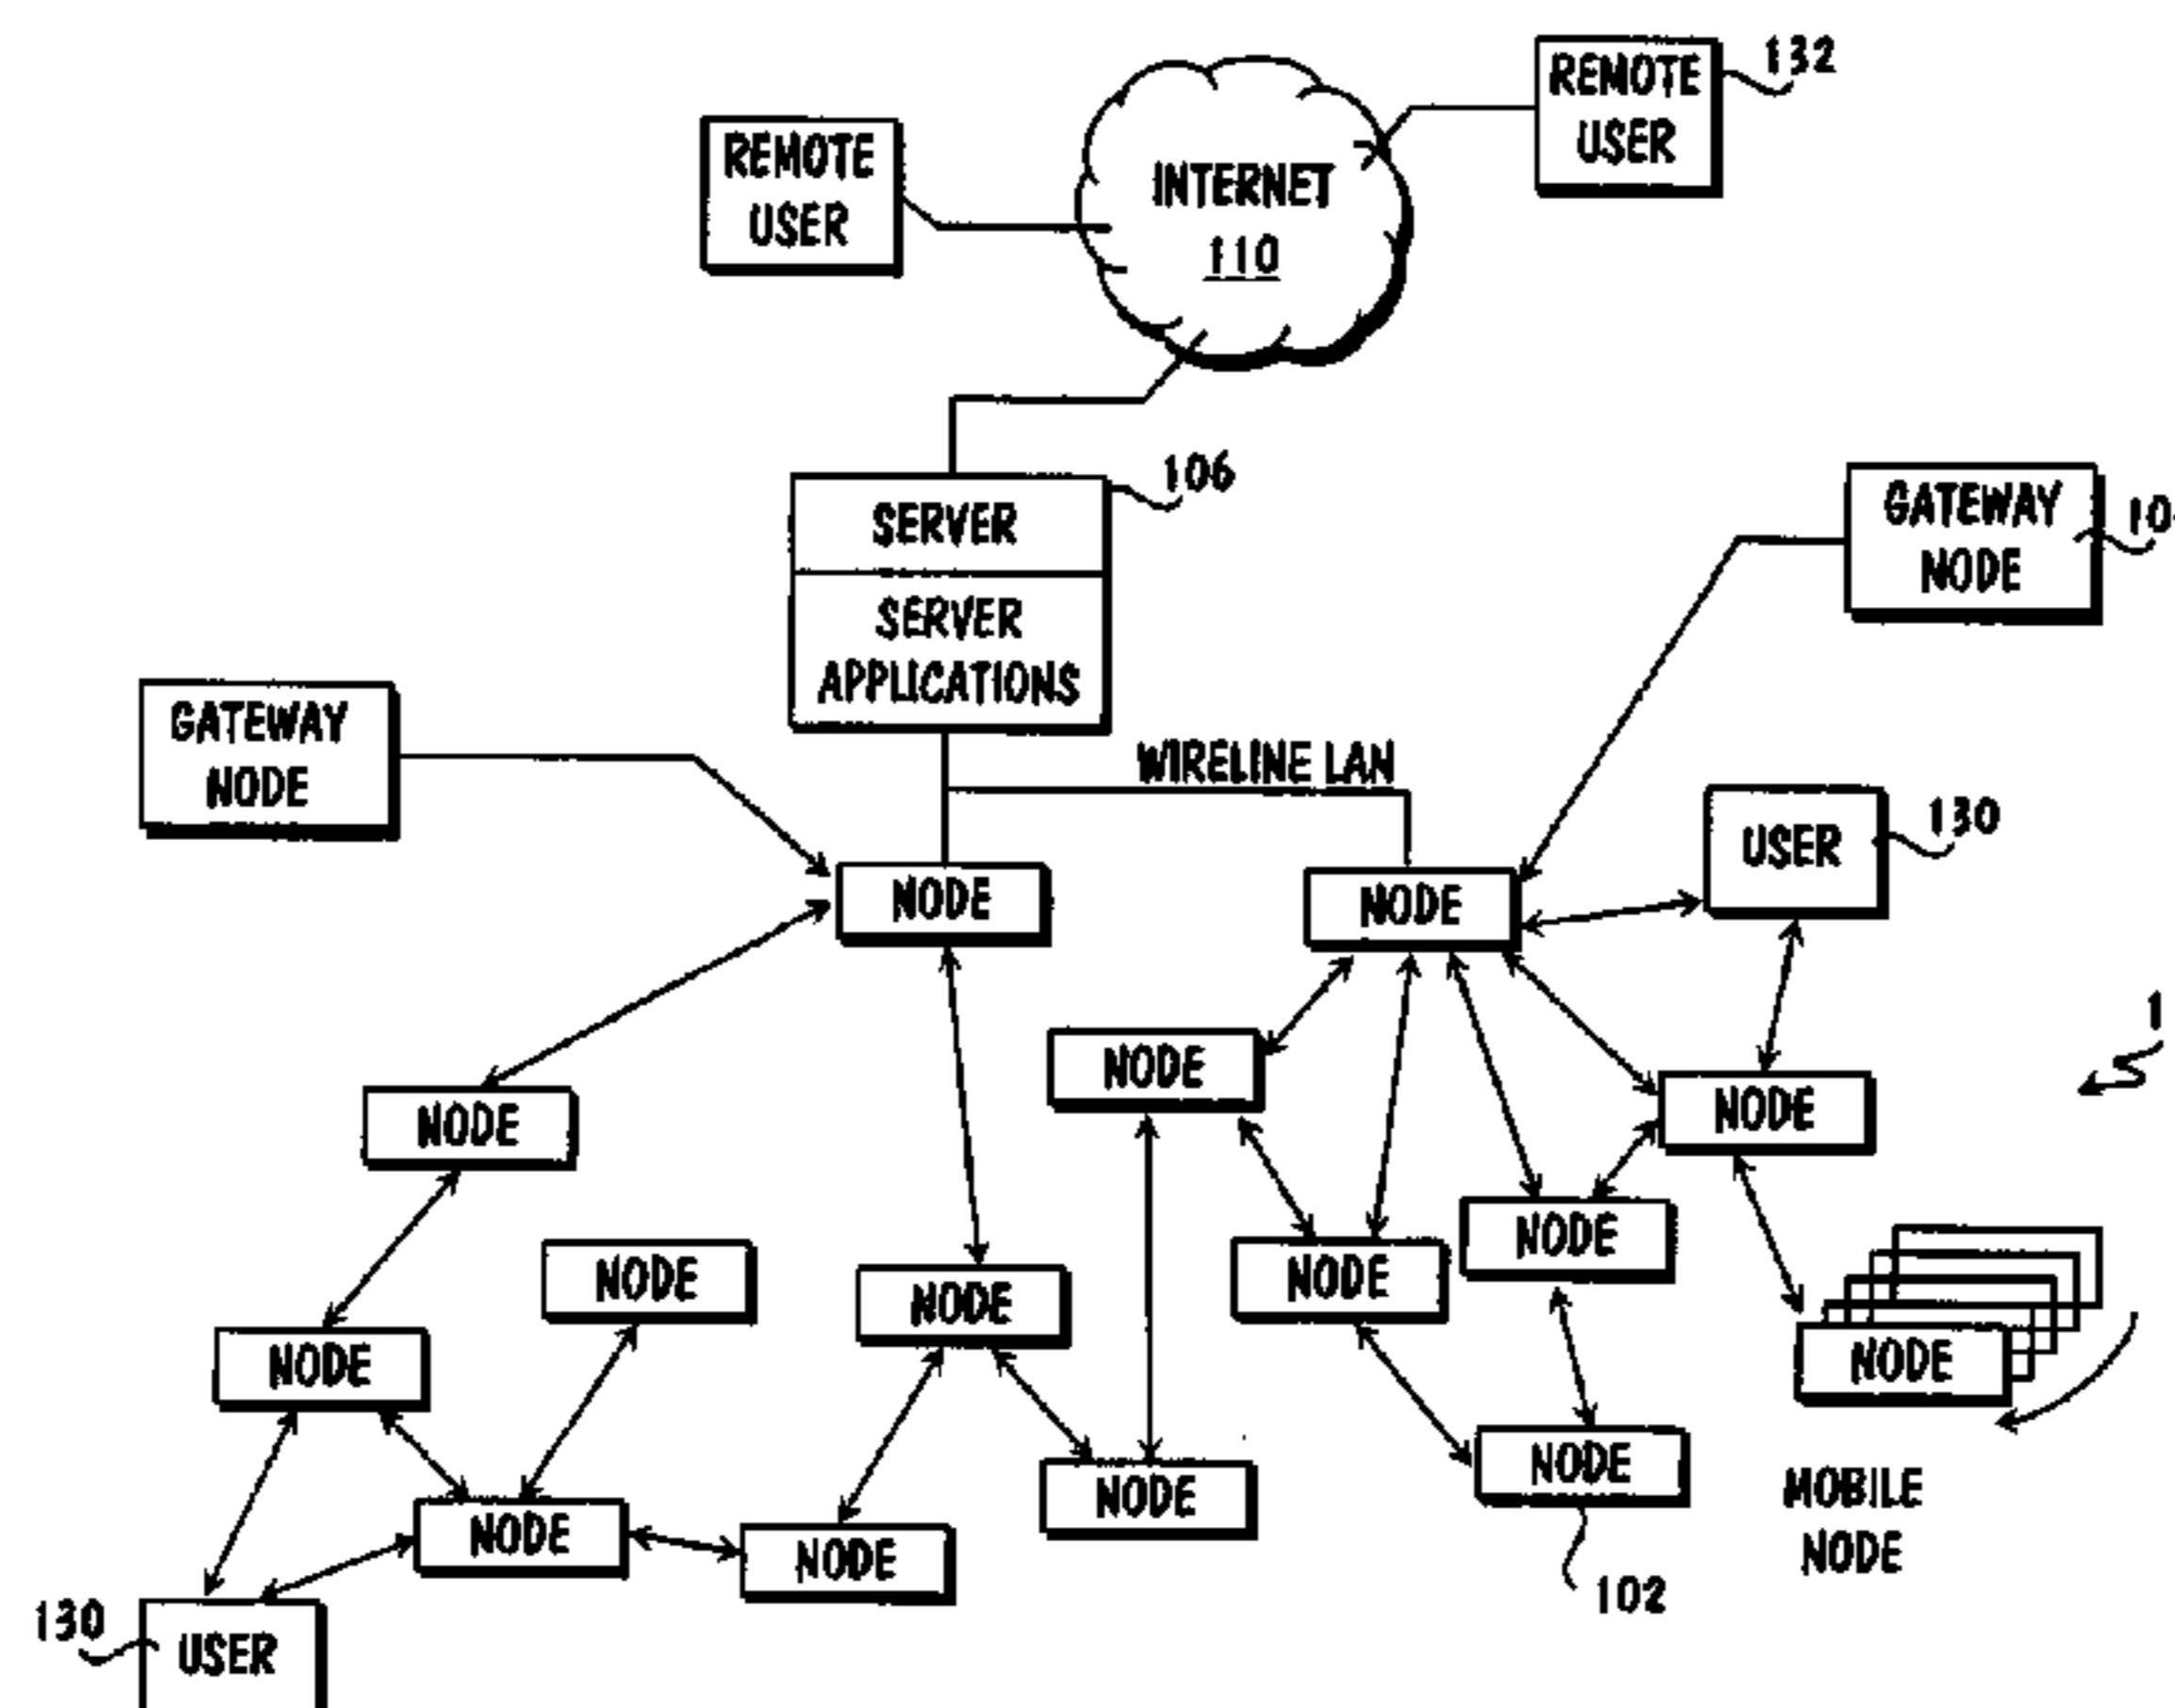 132
REMOTE
USER
REMOTE
USER
INTERNET
110
106
SERVER
SERVER
APPLICATIONS
GATEWAY
NODE
10
GATEWAY
NODE
WIRELINE LAN
USER
130
NODE
NODE
1
NODE
NODE
NODE
NODE
NODE
NODE
NODE
NODE
NODE
NODE
NODE
NODE
NODE
MOBILE
NODE
NODE
102
130
USER